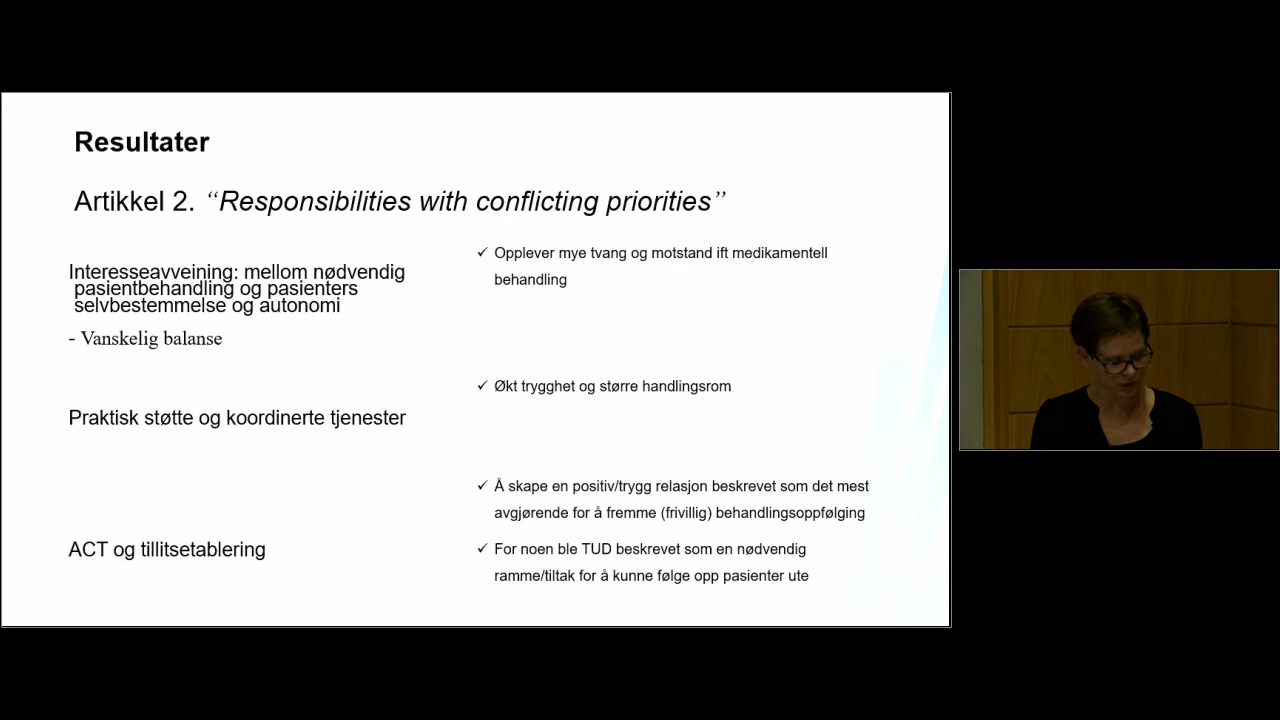 Resultater
Artikkel 2. “Responsibilities with conflicting priorities”
Interesseavveining: mellom nødvendig
pasientbehandling og pasienters
selvbestemmelse og autonomi
- Vanskelig balanse
Praktisk støtte og koordinerte tjenester
ACT og tillitsetablering
✓ Opplever mye tvang og motstand ift medikamentell
behandling
✓ Økt trygghet og større handlingsrom
✓ Å skape en positiv/trygg relasjon beskrevet som det mest
avgjørende for å fremme (frivillig) behandlingsoppfølging
✓ For noen ble TUD beskrevet som en nødvendig
ramme/tiltak for å kunne følge opp pasienter ute